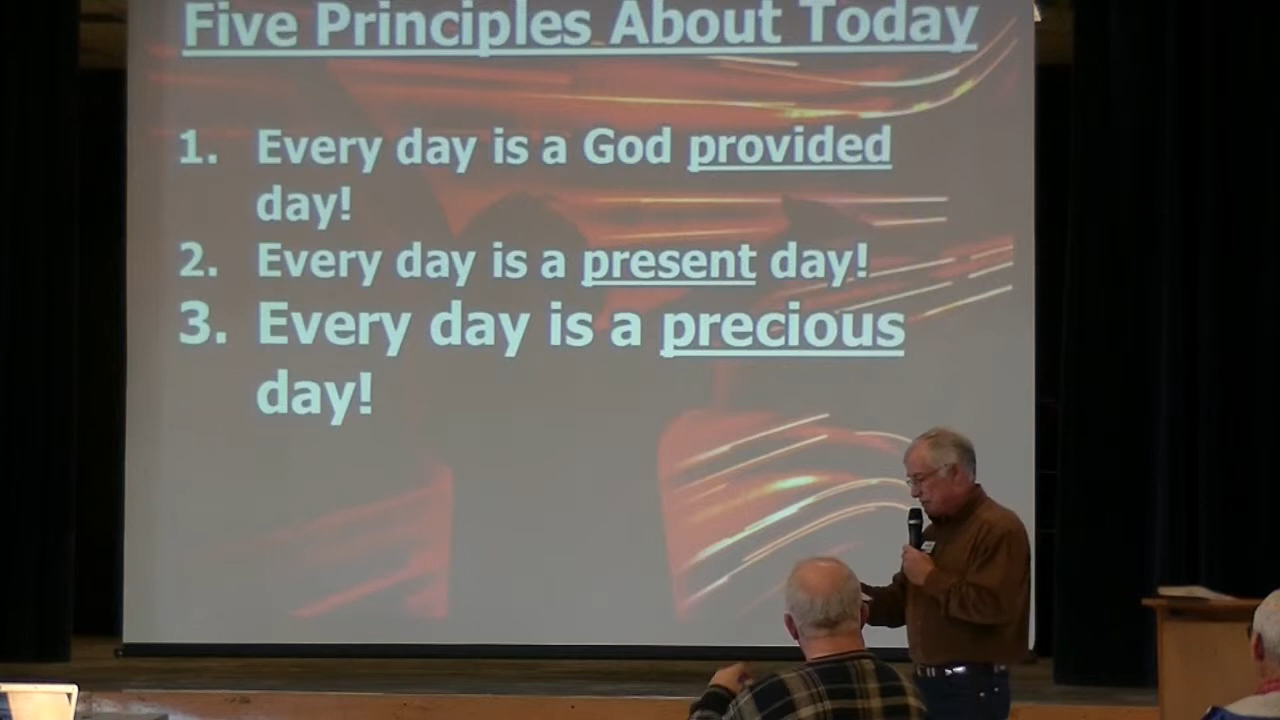 Five Principles About Today
1. Every day is a God provided
day!
2. Every day is a present day!
3. Every day is a precious
day!